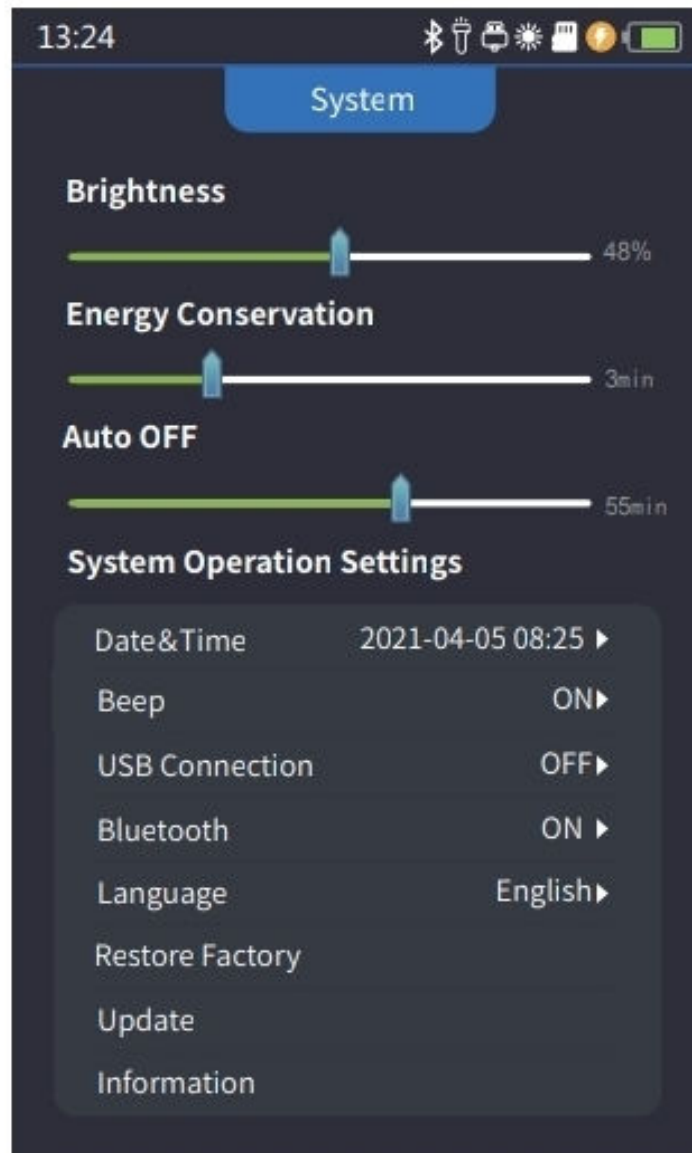 13:24
System
Brightness
48%
Energy Conservation
3min
Auto OFF
55min
System Operation Settings
Date&Time 2021-04-05 08:25
Beep ON
USB Connection OFF
Bluetooth ON
Language English
Restore Factory
Update
Information